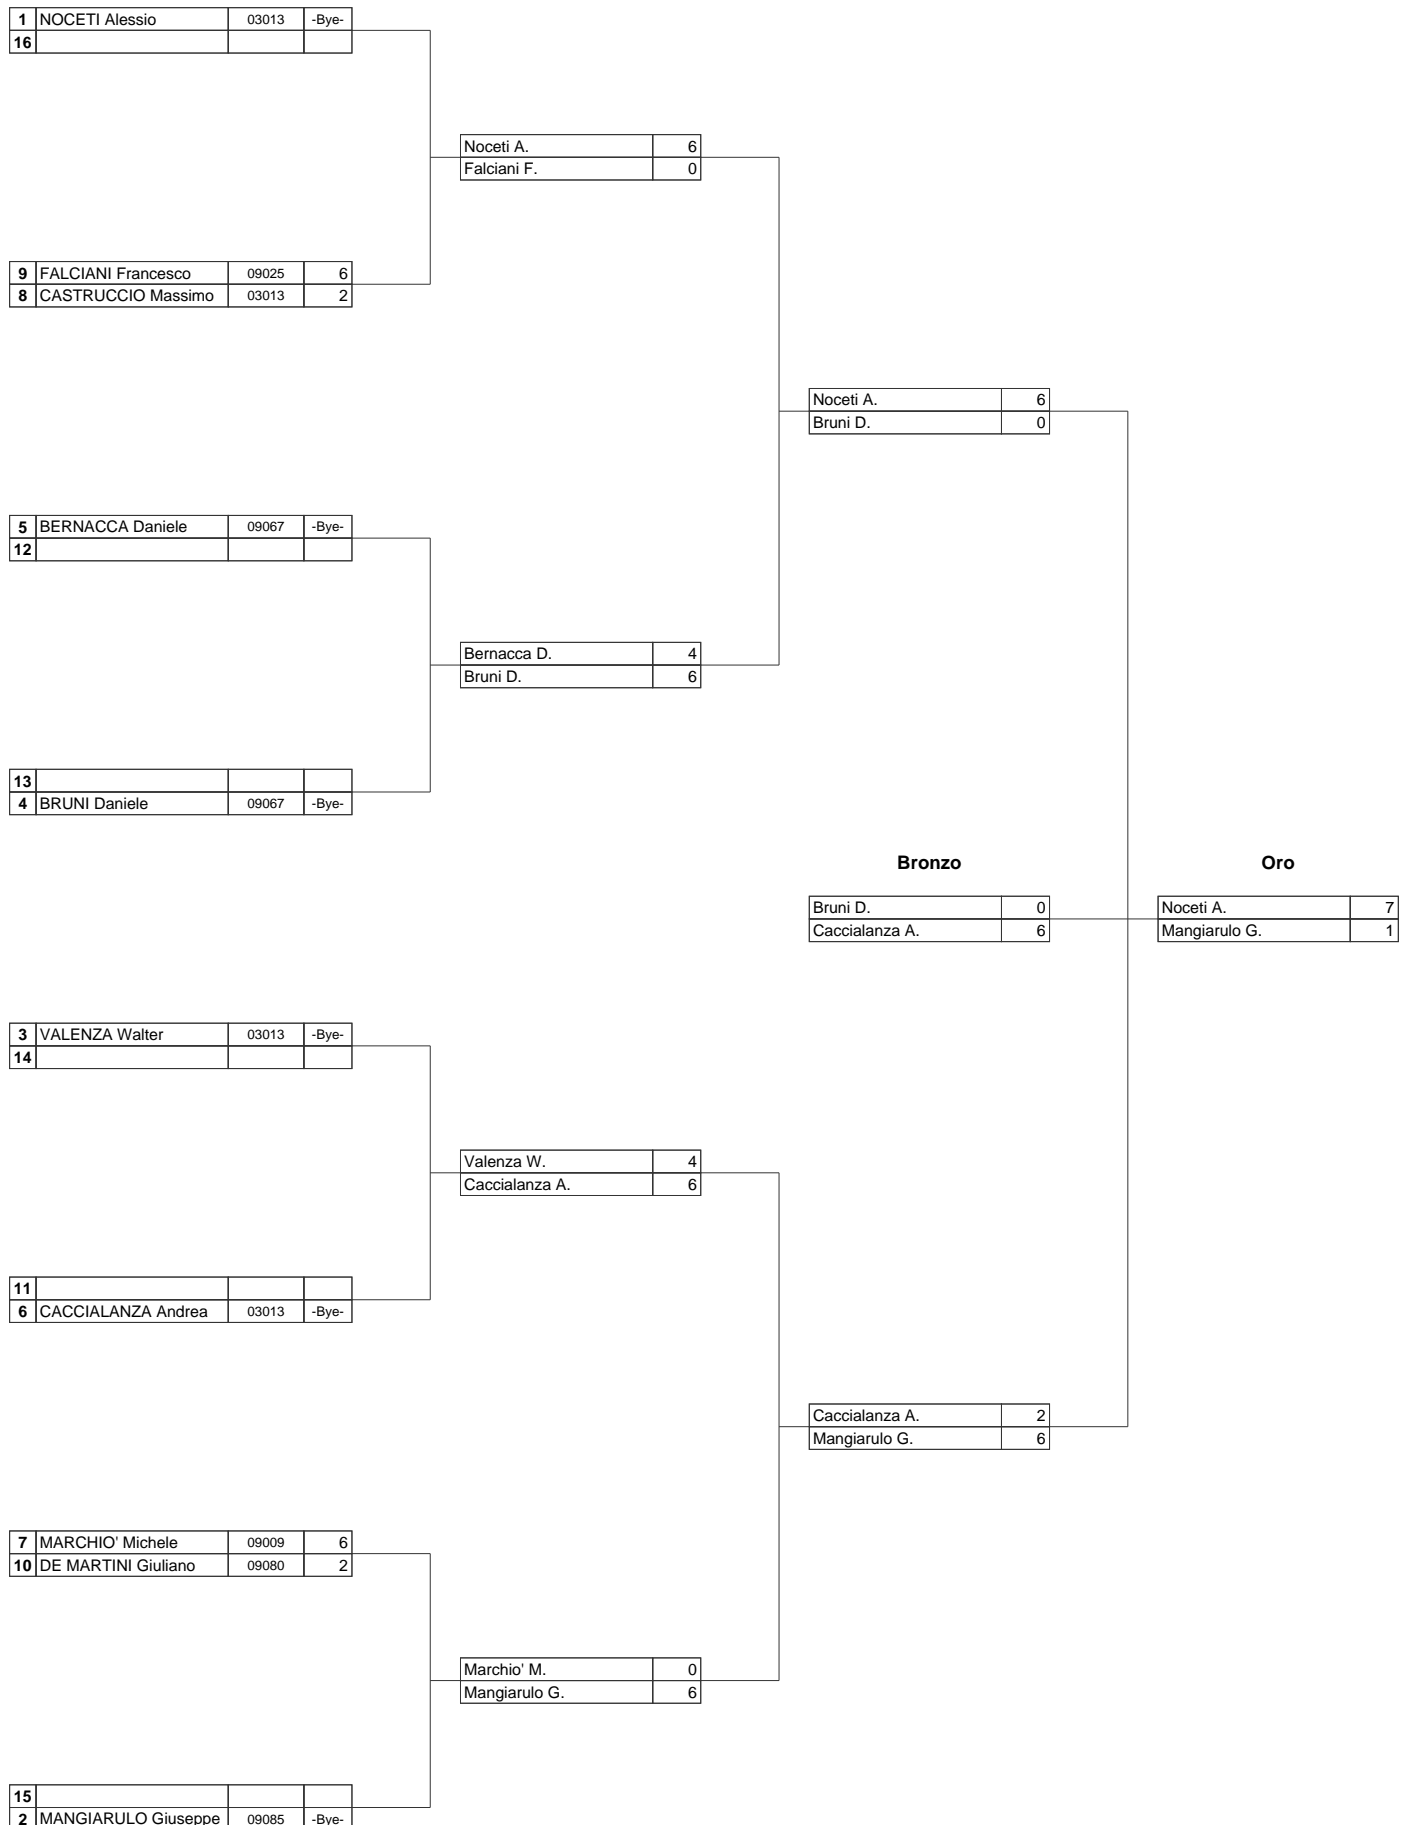 1 NOCETI Alessio 03013 -Bye-
16
Noceti A. 6
Falciani F. 0
9 FALCIANI Francesco 09025 6
8 CASTRUCCIO Massimo 03013 2
Noceti A. 6
Bruni D. 0
5 BERNACCA Daniele 09067 -Bye-
12
Bernacca D. 4
Bruni D. 6
13
4 BRUNI Daniele 09067 -Bye-
Bronzo Oro
Bruni D. 0 Noceti A. 7
Caccialanza A. 6 Mangiarulo G. 1
3 VALENZA Walter 03013 -Bye-
14
Valenza W. 4
Caccialanza A. 6
11
6 CACCIALANZA Andrea 03013 -Bye-
Caccialanza A. 2
Mangiarulo G. 6
7 MARCHIO' Michele 09009 6
10 DE MARTINI Giuliano 09080 2
Marchio' M. 0
Mangiarulo G. 6
15
2 MANGIARULO Giuseppe 09085 -Bye-